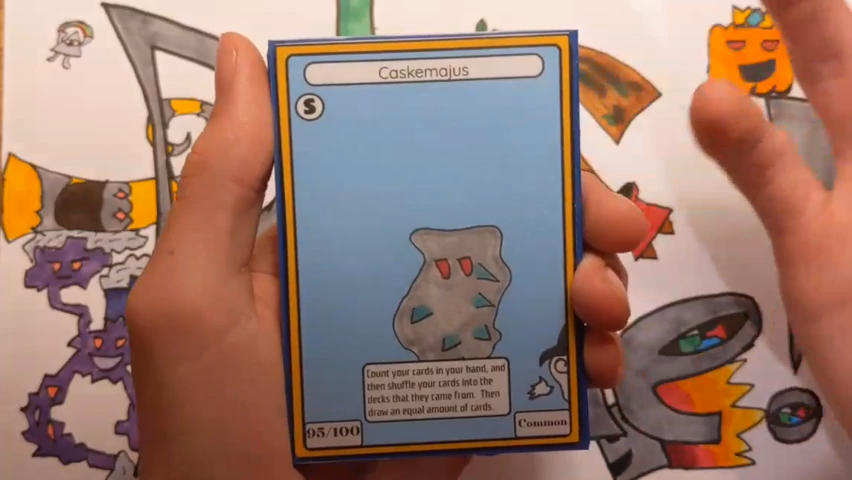 Caskemajus
S
Count your cards in your hand, and
then shuffle your cards into the
decks that they came from. Then
draw an equal amount of cards.
95/100
Common